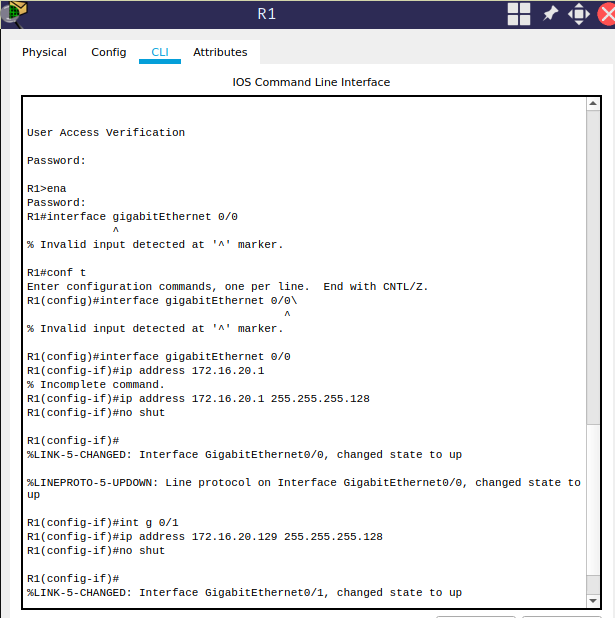 R1
Physical Config CLI Attributes
IOS Command Line Interface
User Access Verification
Password:
R1>ena
Password:
R1#interface gigabitEthernet 0/0
^
% Invalid input detected at '^' marker.
R1#conf t
Enter configuration commands, one per line.  End with CNTL/Z.
R1(config)#interface gigabitEthernet 0/0\
^
% Invalid input detected at '^' marker.
R1(config)#interface gigabitEthernet 0/0
R1(config-if)#ip address 172.16.20.1
% Incomplete command.
R1(config-if)#ip address 172.16.20.1 255.255.255.128
R1(config-if)#no shut
R1(config-if)#
%LINK-5-CHANGED: Interface GigabitEthernet0/0, changed state to up
%LINEPROTO-5-UPDOWN: Line protocol on Interface GigabitEthernet0/0, changed state to
up
R1(config-if)#int g 0/1
R1(config-if)#ip address 172.16.20.129 255.255.255.128
R1(config-if)#no shut
R1(config-if)#
%LINK-5-CHANGED: Interface GigabitEthernet0/1, changed state to up